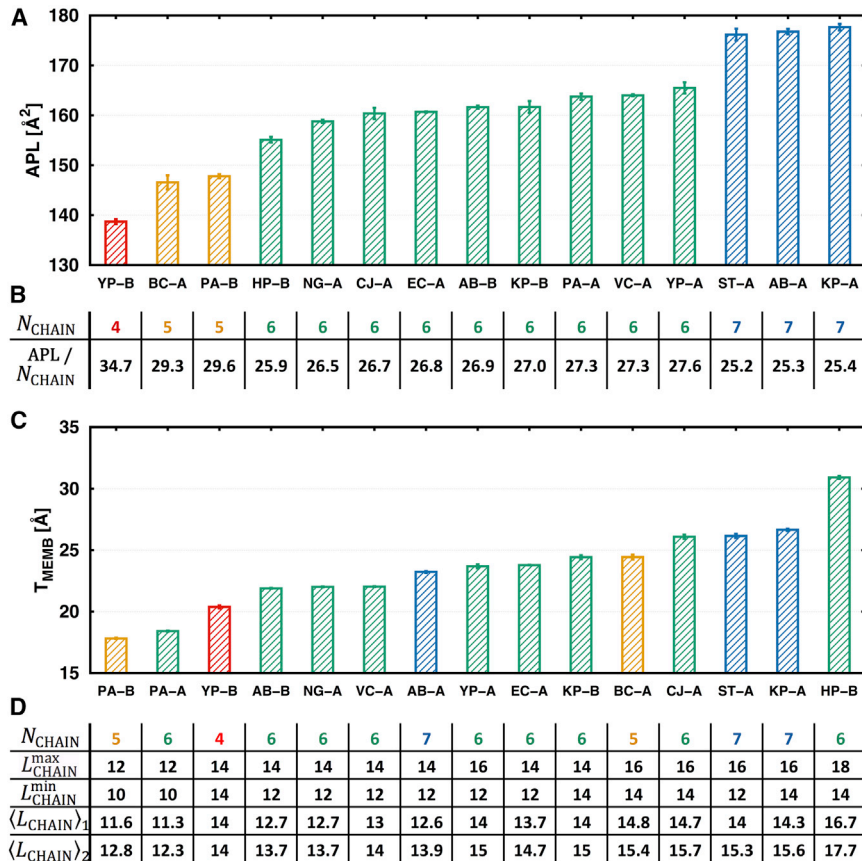 A
180
170
160
150
140
130
APL [Å²]
YP–B BC–A PA–B HP–B NG–A CJ–A EC–A AB–B KP–B PA–A VC–A YP–A ST–A AB–A KP–A
B
N_CHAIN 4 5 5 6 6 6 6 6 6 6 6 6 7 7 7
APL / N_CHAIN 34.7 29.3 29.6 25.9 26.5 26.7 26.8 26.9 27.0 27.3 27.3 27.6 25.2 25.3 25.4
C
35
30
25
20
15
T_MEMB [Å]
PA–B PA–A YP–B AB–B NG–A VC–A AB–A YP–A EC–A KP–B BC–A CJ–A ST–A KP–A HP–B
D
N_CHAIN 5 6 4 6 6 6 7 6 6 6 5 6 7 7 6
L_CHAIN^max 12 12 14 14 14 14 14 16 14 14 16 16 16 16 18
L_CHAIN^min 10 10 14 12 12 12 12 12 12 14 14 14 12 14 14
⟨L_CHAIN⟩₁ 11.6 11.3 14 12.7 12.7 13 12.6 14 13.7 14 14.8 14.7 14 14.3 16.7
⟨L_CHAIN⟩₂ 12.8 12.3 14 13.7 13.7 14 13.9 15 14.7 15 15.4 15.7 15.3 15.6 17.7